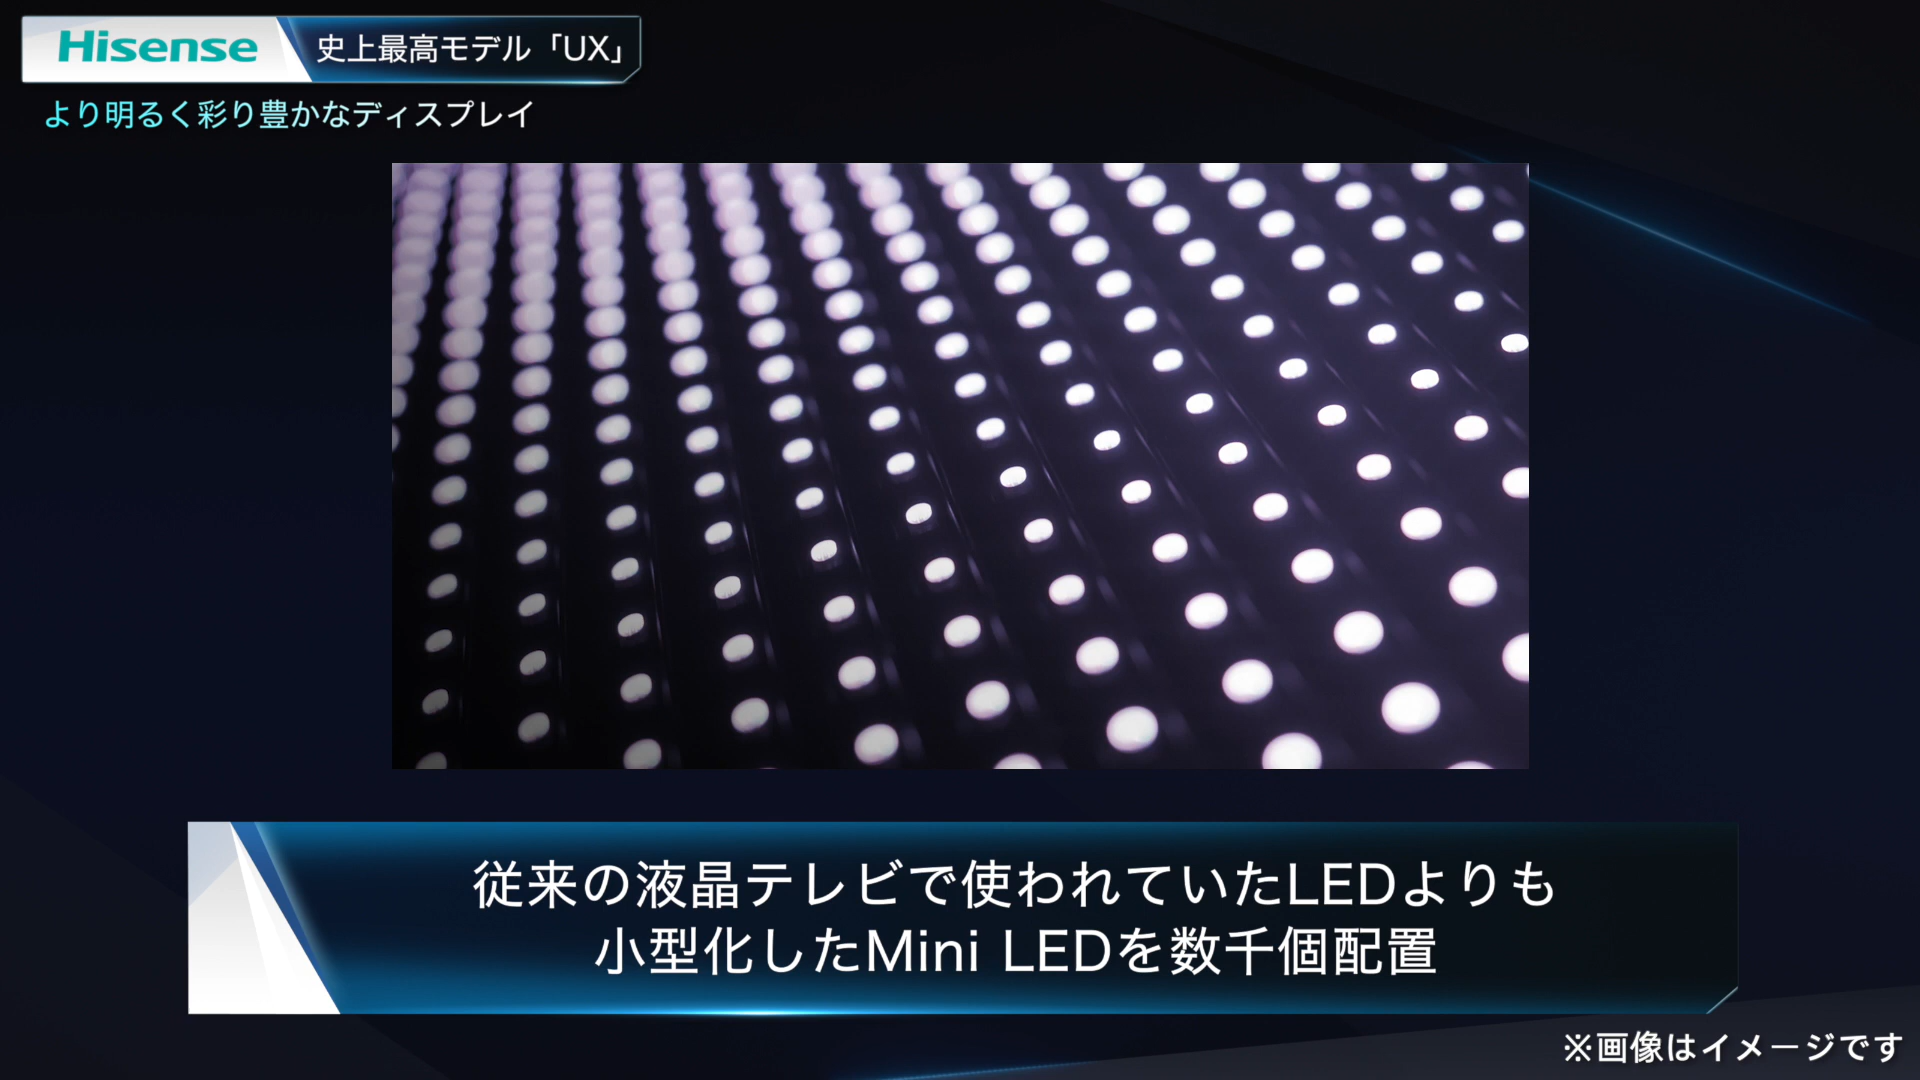 Hisense
史上最高モデル「UX」
より明るく彩り豊かなディスプレイ
従来の液晶テレビで使われていたLEDよりも
小型化したMini LEDを数千個配置
※画像はイメージです